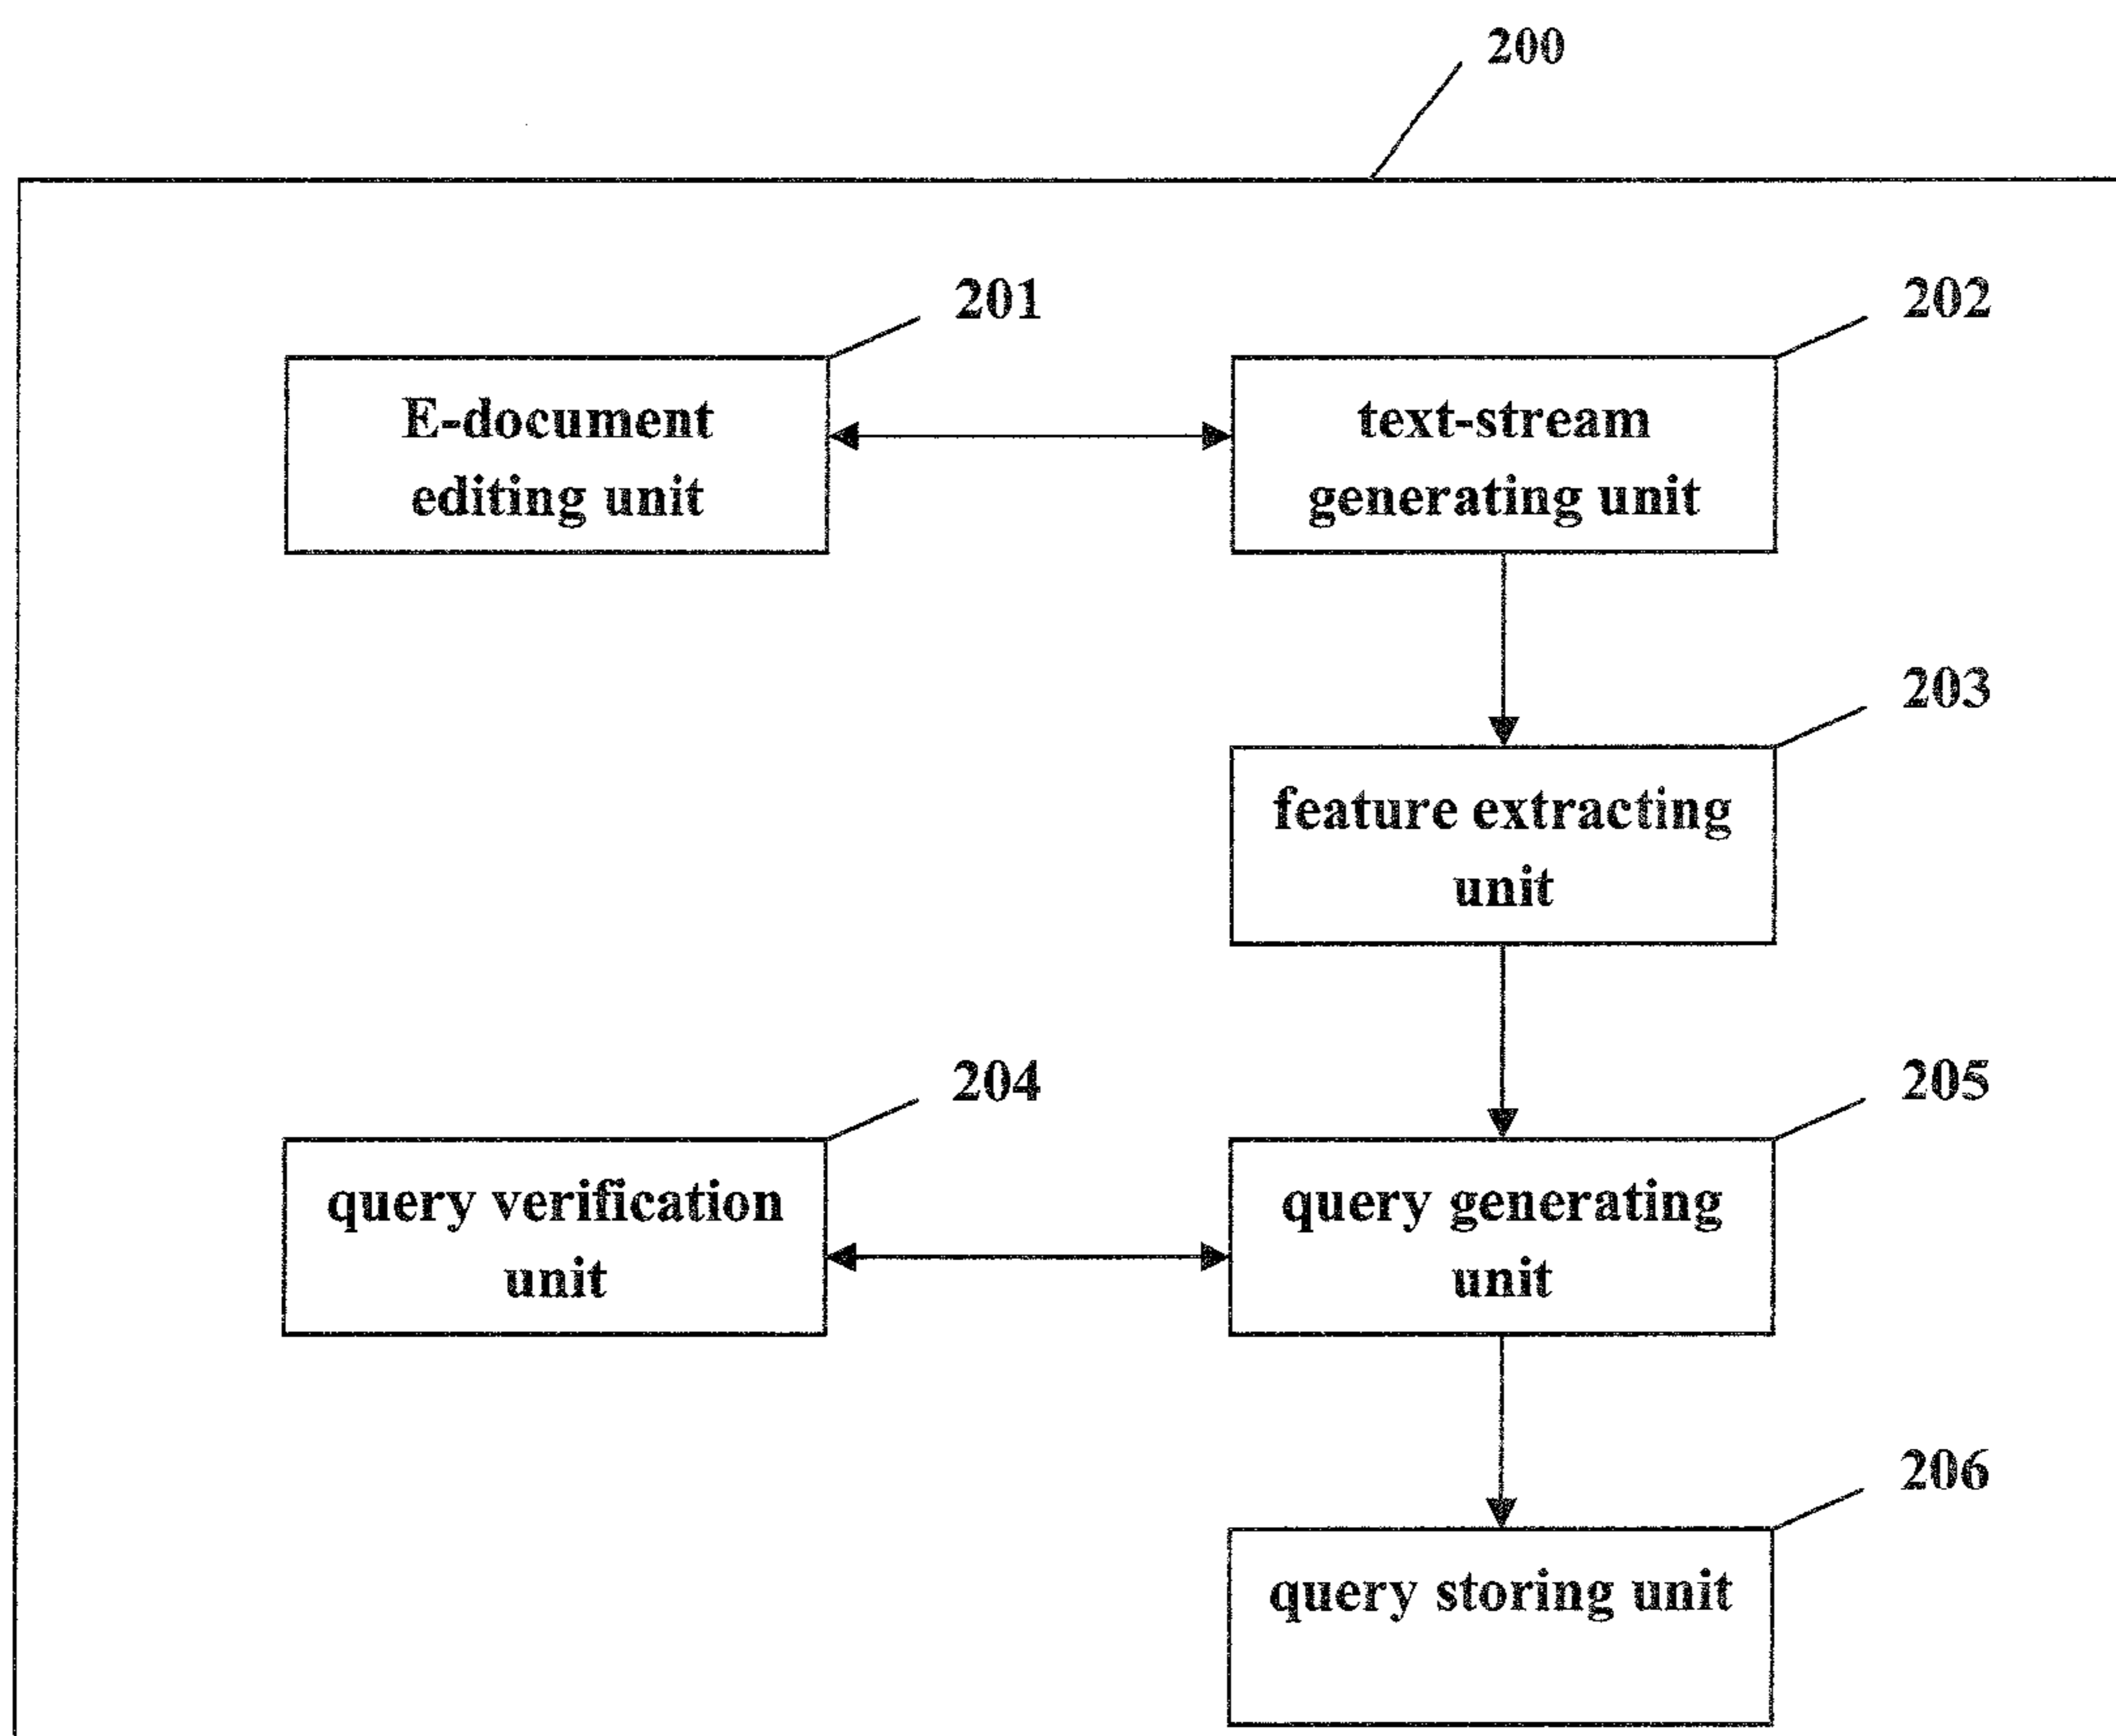 200
201
202
E-document
editing unit
text-stream
generating unit
203
feature extracting
unit
204
205
query verification
unit
query generating
unit
206
query storing unit